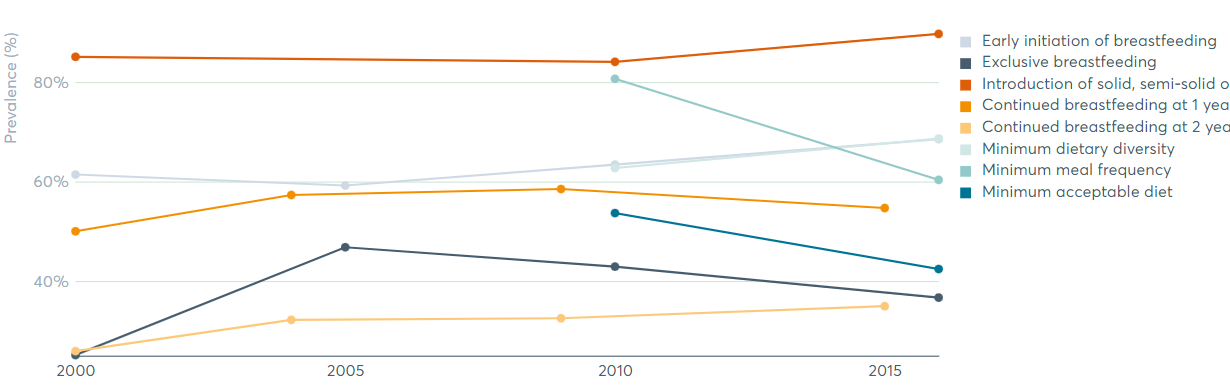 Prevalence (%)
80%
60%
40%
2000
2005
2010
2015
Early initiation of breastfeeding
Exclusive breastfeeding
Introduction of solid, semi-solid o
Continued breastfeeding at 1 yea
Continued breastfeeding at 2 yea
Minimum dietary diversity
Minimum meal frequency
Minimum acceptable diet